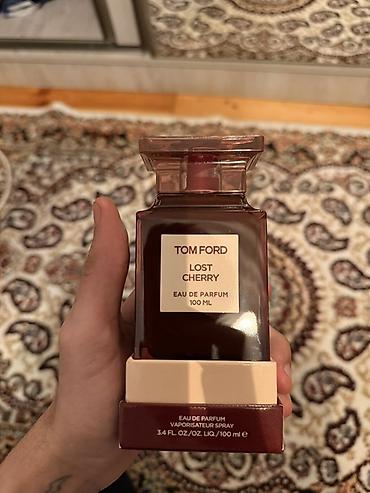 TOM FORD
LOST
CHERRY
EAU DE PARFUM
100 ML
EAU DE PARFUM
VAPORISATEUR SPRAY
3.4 FL. OZ./OZ. LIQ./100 ml e